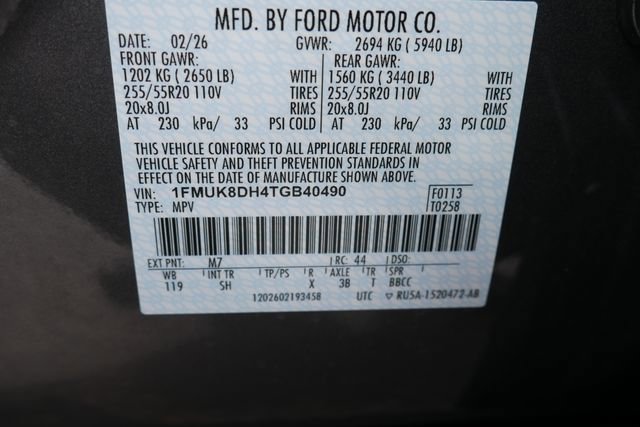 MFD. BY FORD MOTOR CO.
DATE: 02/26 GVWR: 2694 KG ( 5940 LB)
FRONT GAWR: REAR GAWR:
1202 KG ( 2650 LB) WITH 1560 KG ( 3440 LB) WITH
255/55R20 110V TIRES 255/55R20 110V TIRES
20x8.0J RIMS 20x8.0J RIMS
AT 230 kPa/ 33 PSI COLD AT 230 kPa/ 33 PSI COLD
THIS VEHICLE CONFORMS TO ALL APPLICABLE FEDERAL MOTOR
VEHICLE SAFETY AND THEFT PREVENTION STANDARDS IN
EFFECT ON THE DATE OF MANUFACTURE SHOWN ABOVE.
VIN: 1FMUK8DH4TGB40490 F0113
TYPE: MPV T0258
EXT PNT: M7 RC: 44 DSO:
WB INT TR TP/PS R AXLE TR SPR
119 SH X 3B T BBCC
1202602193458 UTC ▽ RU5A-1520472-AB